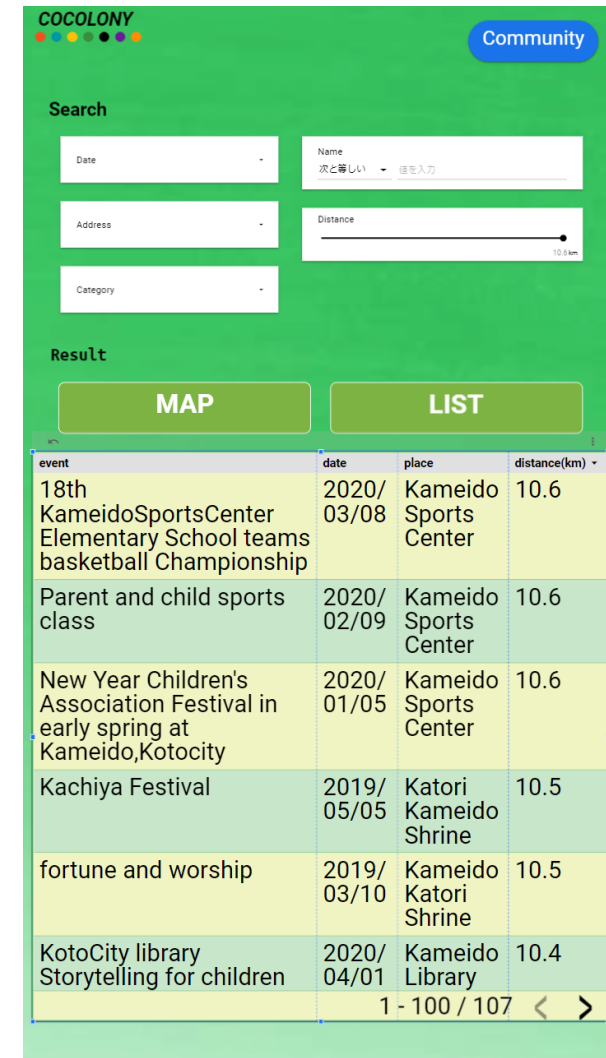 COCOLONY
Community
Search
Date
Name
次と等しい 値を入力
Address
Distance
10.6 km
Category
Result
MAP LIST
event date place distance(km)
18th 2020/ Kameido 10.6
KameidoSportsCenter 03/08 Sports
Elementary School teams Center
basketball Championship
Parent and child sports 2020/ Kameido 10.6
class 02/09 Sports
Center
New Year Children's 2020/ Kameido 10.6
Association Festival in 01/05 Sports
early spring at Center
Kameido,Kotocity
Kachiya Festival 2019/ Katori 10.5
05/05 Kameido
Shrine
fortune and worship 2019/ Kameido 10.5
03/10 Katori
Shrine
KotoCity library 2020/ Kameido 10.4
Storytelling for children 04/01 Library
1 - 100 / 107 < >